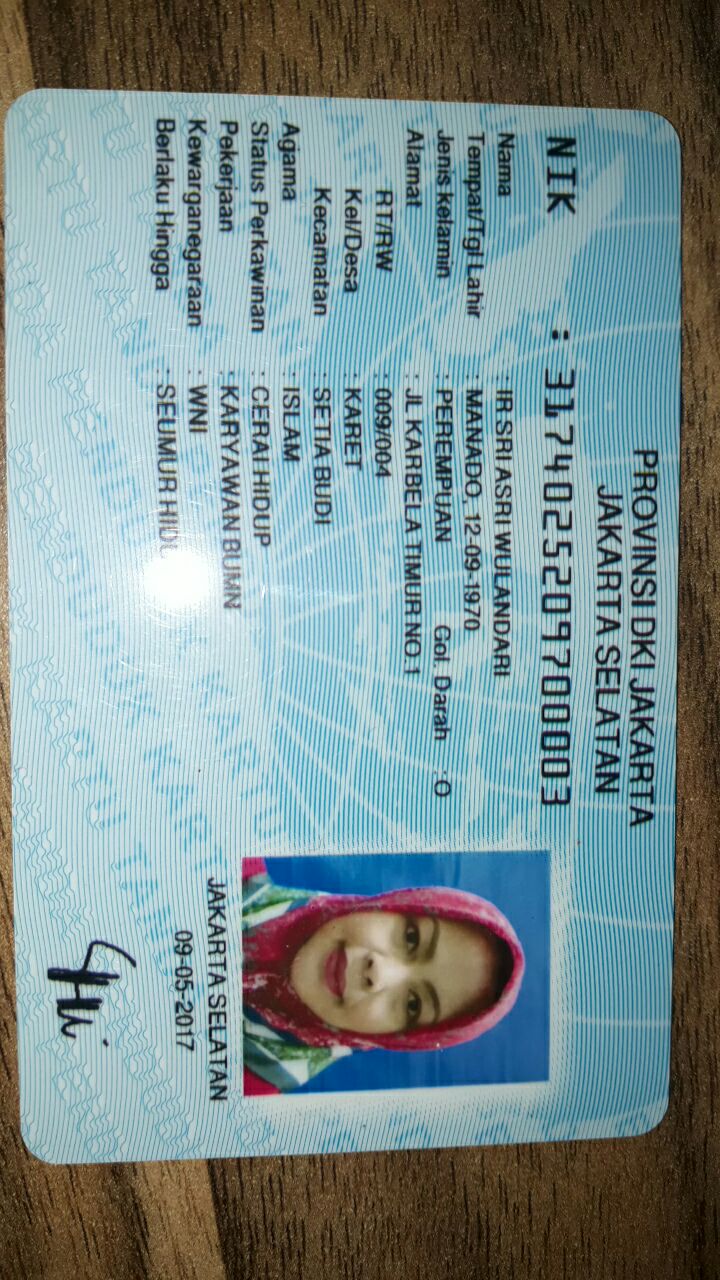 PROVINSI DKI JAKARTA
JAKARTA SELATAN
NIK : 3174025209700003
Nama : IR SRI ASRI WULANDARI
Tempat/Tgl Lahir : MANADO, 12-09-1970
Jenis kelamin : PEREMPUAN Gol. Darah : O
Alamat : JL KARBELA TIMUR NO.1
RT/RW : 009/004
Kel/Desa : KARET
Kecamatan : SETIA BUDI
Agama : ISLAM
Status Perkawinan : CERAI HIDUP
Pekerjaan : KARYAWAN BUMN
Kewarganegaraan : WNI
Berlaku Hingga : SEUMUR
JAKARTA SELATAN
09-05-2017